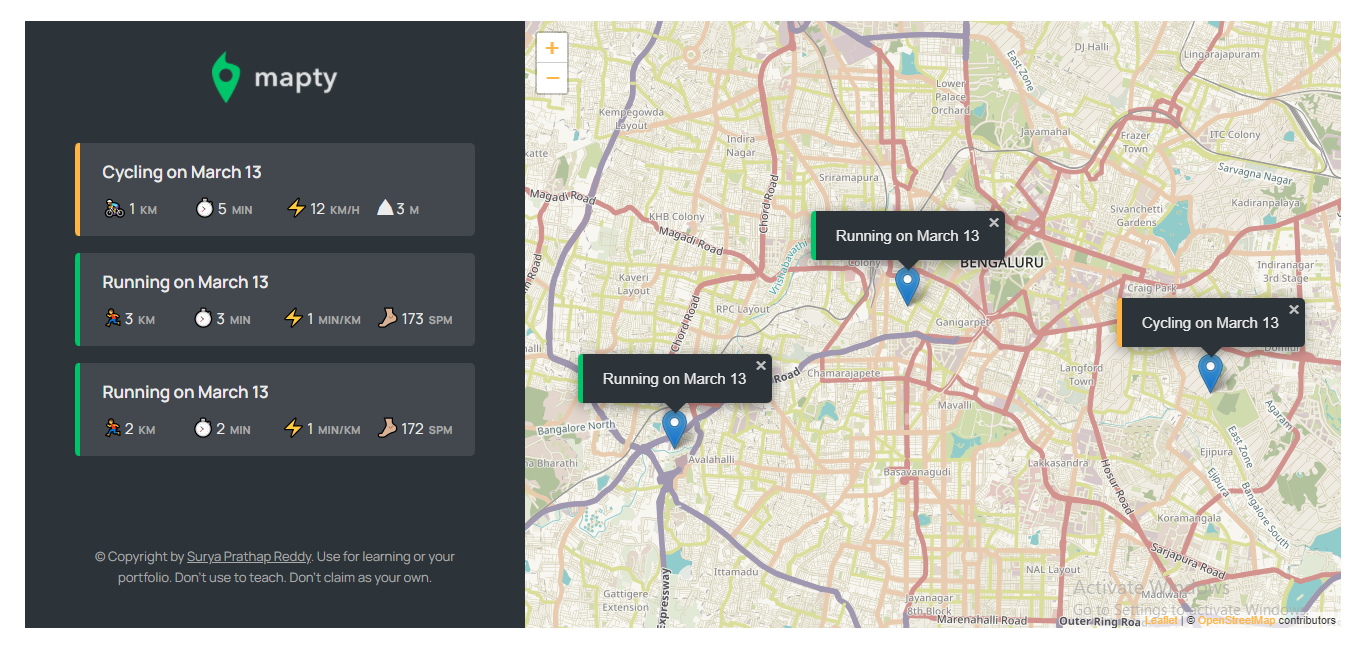 mapty
Cycling on March 13
1 KM 5 MIN 12 KM/H 3 M
Running on March 13
3 KM 3 MIN 1 MIN/KM 173 SPM
Running on March 13
2 KM 2 MIN 1 MIN/KM 172 SPM
© Copyright by Surya Prathap Reddy. Use for learning or your
portfolio. Don't use to teach. Don't claim as your own.
+
−
DJ Halli
Lingarajapuram
East Zone
Lower
Palace
Orchard
Kempegowda
Layout
Jayamahal
Frazer
Town
ITC Colony
Indira
Nagar
katte
Sriramapura
Sarvagna Nagar
Magadi Road
Chord Road
Kadiranpalaya
KHB Colony
Sivanchetti
Gardens
Magadi Road
Running on March 13
×
Vrishabavathi
Colony
BENGALURU
Indiranagar
3rd Stage
Kaveri
Layout
Craig Park
RPC Layout
Chord Road
Ganigarpet
Cycling on March 13
×
Domlur
alli
Running on March 13
×
Road
Chamarajapete
Langford
Town
Mavalli
Agaram
Bangalore North
East Zone
Ejipura
Avalahalli
na Bharathi
Lakkasandra
Basavanagudi
Hosur Road
Ejipura
Bangalore South
Koramangala
Sarjapura Road
NAL Layout
Ittamadu
Expressway
Gattigere
Extension
Jayanagar
8th Block
Madiwala
Marenahalli Road
Outer Ring Roa
Activate Windows
Go to Settings to activate Windows.
Leaflet | © OpenStreetMap contributors